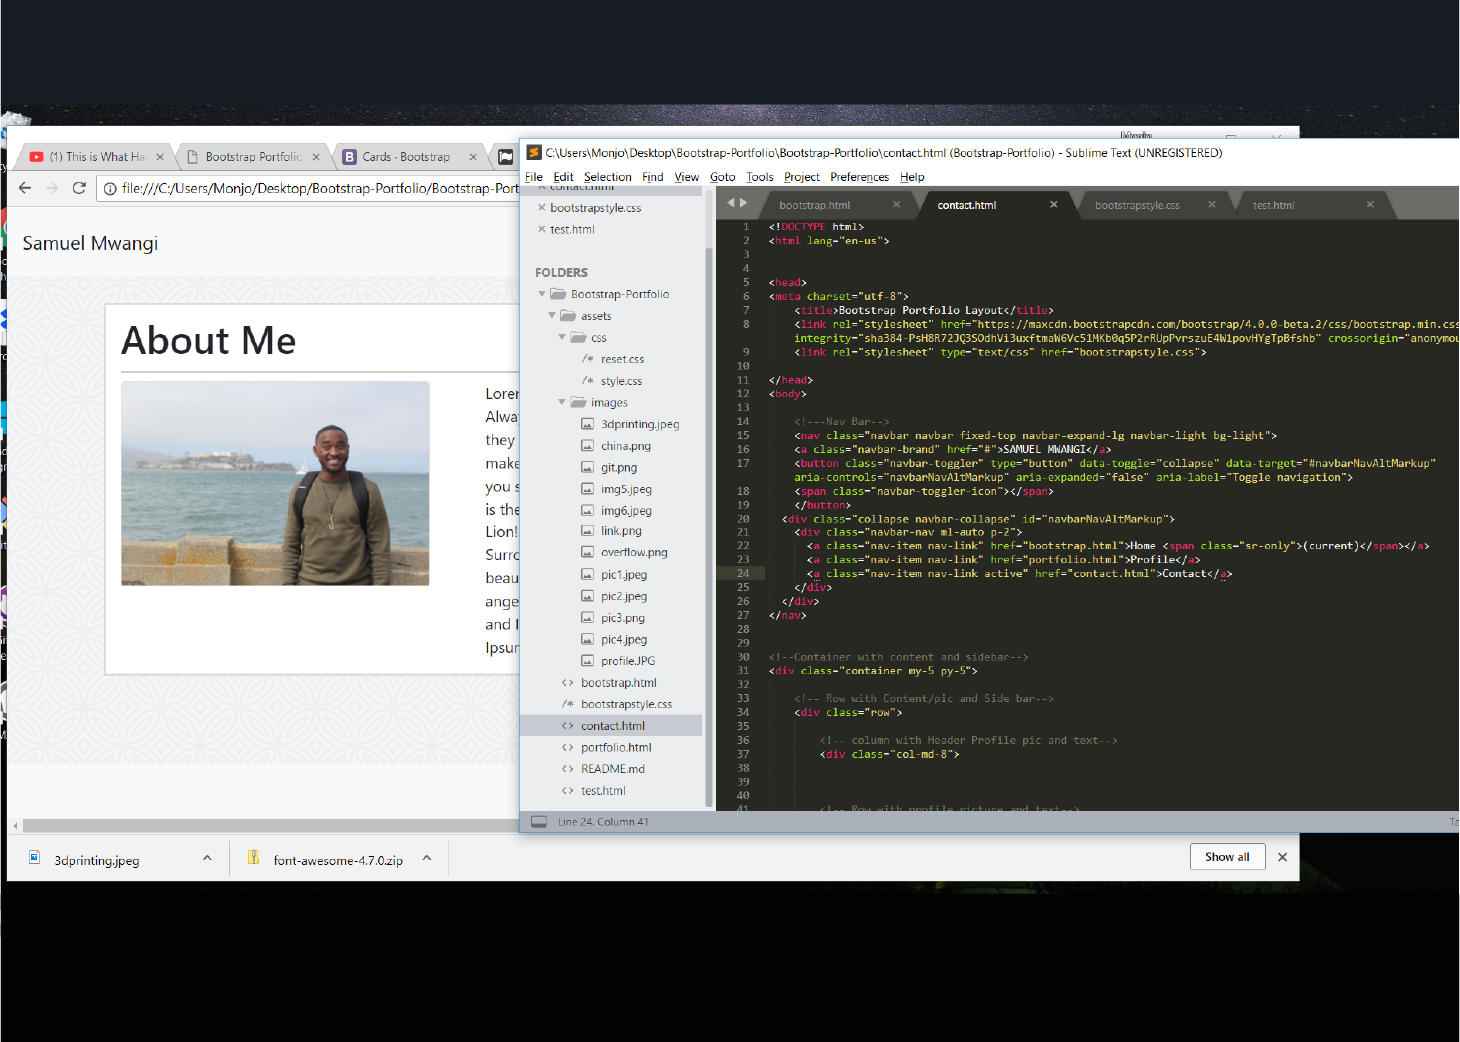 (1) This is What Ha
Bootstrap Portfolio
Cards · Bootstrap
file:///C:/Users/Monjo/Desktop/Bootstrap-Portfolio/Bootstrap-Port
Samuel Mwangi
About Me
Lorer
Alway
they
make
you s
is the
Lion!
Surro
beau
ange
and I
Ipsur
3dprinting.jpeg
font-awesome-4.7.0.zip
Show all
Monjo
C:\Users\Monjo\Desktop\Bootstrap-Portfolio\Bootstrap-Portfolio\contact.html (Bootstrap-Portfolio) - Sublime Text (UNREGISTERED)
File Edit Selection Find View Goto Tools Project Preferences Help
contact.html
bootstrapstyle.css
test.html
FOLDERS
Bootstrap-Portfolio
assets
css
/* reset.css
/* style.css
images
3dprinting.jpeg
china.png
git.png
img5.jpeg
img6.jpeg
link.png
overflow.png
pic1.jpeg
pic2.jpeg
pic3.png
pic4.jpeg
profile.JPG
<> bootstrap.html
/* bootstrapstyle.css
<> contact.html
<> portfolio.html
<> README.md
<> test.html
bootstrap.html
contact.html
bootstrapstyle.css
test.html
1 <!DOCTYPE html>
2 <html lang="en-us">
3
4
5 <head>
6 <meta charset="utf-8">
7 <title>Bootstrap Portfolio Layout</title>
8 <link rel="stylesheet" href="https://maxcdn.bootstrapcdn.com/bootstrap/4.0.0-beta.2/css/bootstrap.min.css
integrity="sha384-PsH8R72JQ3SOdhVi3uxftmaW6Vc51MKb0q5P2rRUpPvrszuE4W1povHYgTpBfshb" crossorigin="anonymou
9 <link rel="stylesheet" type="text/css" href="bootstrapstyle.css">
10
11 </head>
12 <body>
13
14 <!---Nav Bar-->
15 <nav class="navbar navbar fixed-top navbar-expand-lg navbar-light bg-light">
16 <a class="navbar-brand" href="#">SAMUEL MWANGI</a>
17 <button class="navbar-toggler" type="button" data-toggle="collapse" data-target="#navbarNavAltMarkup"
aria-controls="navbarNavAltMarkup" aria-expanded="false" aria-label="Toggle navigation">
18 <span class="navbar-toggler-icon"></span>
19 </button>
20 <div class="collapse navbar-collapse" id="navbarNavAltMarkup">
21 <div class="navbar-nav ml-auto p-2">
22 <a class="nav-item nav-link" href="bootstrap.html">Home <span class="sr-only">(current)</span></a>
23 <a class="nav-item nav-link" href="portfolio.html">Profile</a>
24 <a class="nav-item nav-link active" href="contact.html">Contact</a>
25 </div>
26 </div>
27 </nav>
28
29
30 <!--Container with content and sidebar-->
31 <div class="container my-5 py-5">
32
33 <!-- Row with Content/pic and Side bar-->
34 <div class="row">
35
36 <!-- column with Header Profile pic and text-->
37 <div class="col-md-8">
38
39
40
41 <!-- Row with profile picture and text-->
Line 24, Column 41
Ta